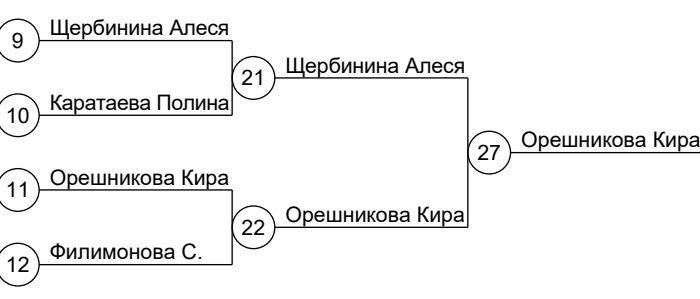 9
Щербинина Алеся
21
Щербинина Алеся
10
Каратаева Полина
27
Орешникова Кира
11
Орешникова Кира
22
Орешникова Кира
12
Филимонова С.